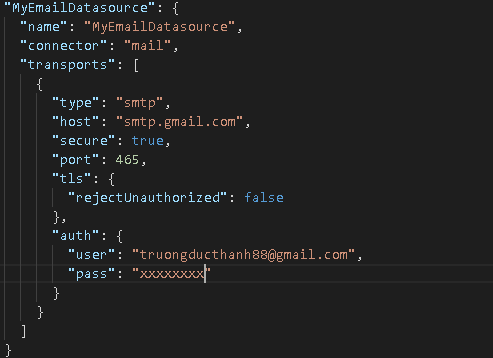 "MyEmailDatasource": {
"name": "MyEmailDatasource",
"connector": "mail",
"transports": [
{
"type": "smtp",
"host": "smtp.gmail.com",
"secure": true,
"port": 465,
"tls": {
"rejectUnauthorized": false
},
"auth": {
"user": "truongducthanh88@gmail.com",
"pass": "xxxxxxxx"
}
}
]
}